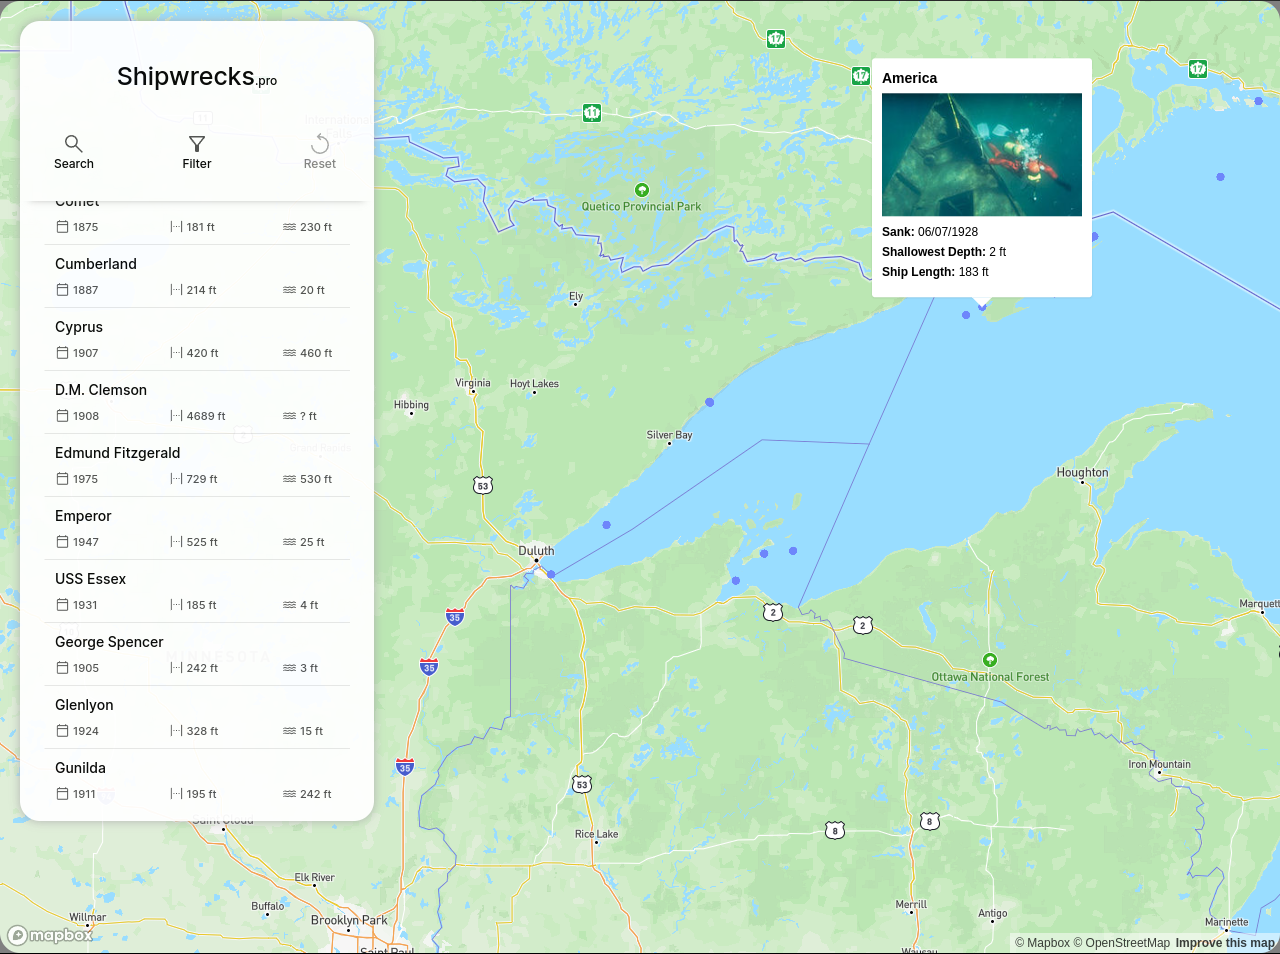 Shipwrecks.pro
Search
Filter
Reset
Comet
1875
181 ft
230 ft
Cumberland
1887
214 ft
20 ft
Cyprus
1907
420 ft
460 ft
D.M. Clemson
1908
4689 ft
? ft
Edmund Fitzgerald
1975
729 ft
530 ft
Emperor
1947
525 ft
25 ft
USS Essex
1931
185 ft
4 ft
George Spencer
1905
242 ft
3 ft
Glenlyon
1924
328 ft
15 ft
Gunilda
1911
195 ft
242 ft
America
Sank: 06/07/1928
Shallowest Depth: 2 ft
Ship Length: 183 ft
17
17
17
11
11
International
Falls
Quetico Provincial Park
Ely
Virginia
Hoyt Lakes
Hibbing
Silver Bay
Grand Rapids
53
Houghton
Duluth
35
2
2
Marquett
MINNESOTA
35
Ottawa National Forest
35
53
Iron Mountain
8
8
Saint Cloud
Rice Lake
Elk River
Buffalo
Merrill
Antigo
Willmar
Brooklyn Park
Marinette
Saint Paul
Wausau
mapbox
© Mapbox © OpenStreetMap Improve this map